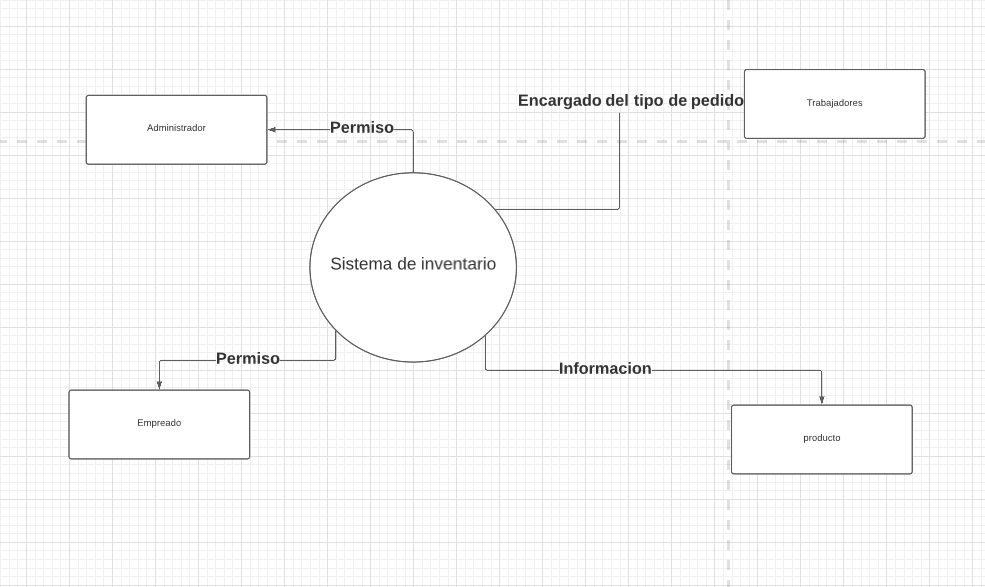 Encargado del tipo de pedido
Trabajadores
Administrador
Permiso
Sistema de inventario
Permiso
Informacion
Empreado
producto